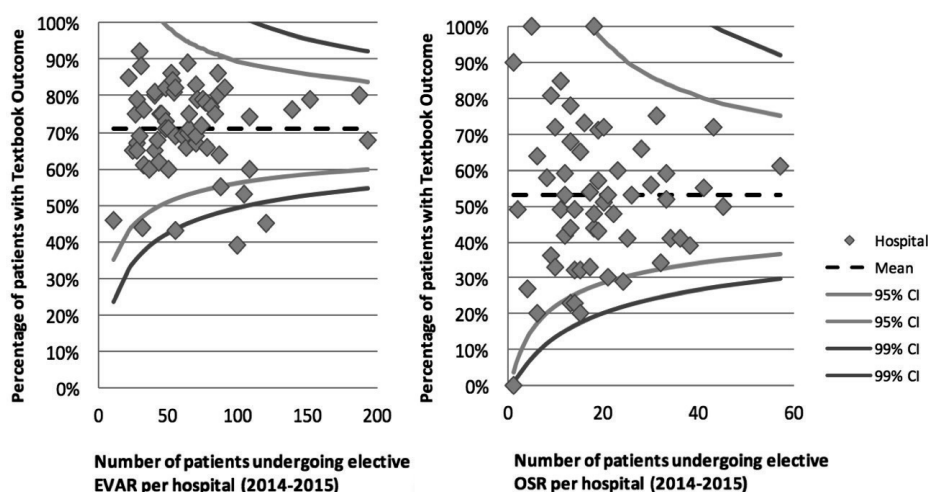 Percentage of patients with Textbook Outcome
100%
90%
80%
70%
60%
50%
40%
30%
20%
10%
0%
0
50
100
150
200
Number of patients undergoing elective
EVAR per hospital (2014-2015)
Percentage of patients with Textbook Outcome
100%
90%
80%
70%
60%
50%
40%
30%
20%
10%
0%
0
20
40
60
Number of patients undergoing elective
OSR per hospital (2014-2015)
Hospital
Mean
95% CI
95% CI
99% CI
99% CI